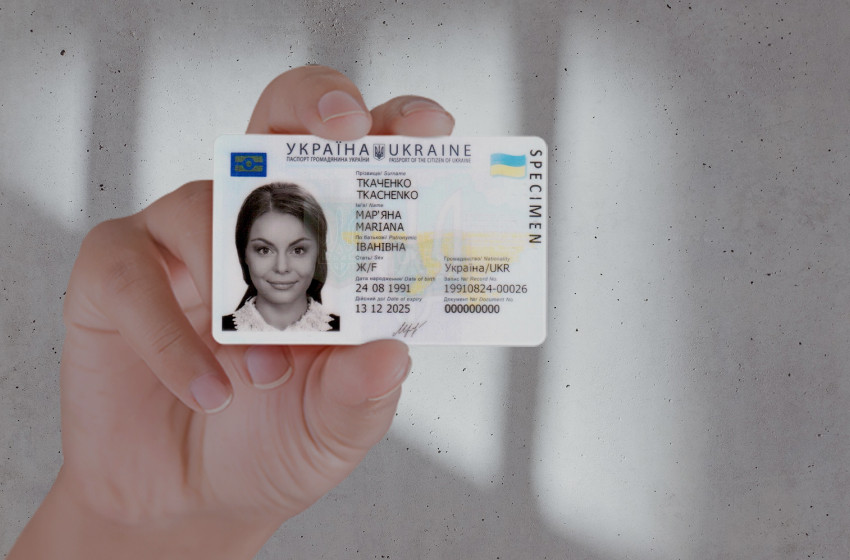 УКРАЇНА UKRAINE
ПАСПОРТ ГРОМАДЯНИНА УКРАЇНИ PASSPORT OF THE CITIZEN OF UKRAINE
SPECIMEN
Прізвище/ Surname
ТКАЧЕНКО
TKACHENKO
Ім'я/ Name
МАР'ЯНА
MARIANA
По батькові/ Patronymic
ІВАНІВНА
Стать/ Sex Громадянство/ Nationality
Ж/F Україна/UKR
Дата народження/ Date of birth Запис №/ Record No.
24 08 1991 19910824-00026
Дійсний до/ Date of expiry Документ №/ Document No.
13 12 2025 000000000